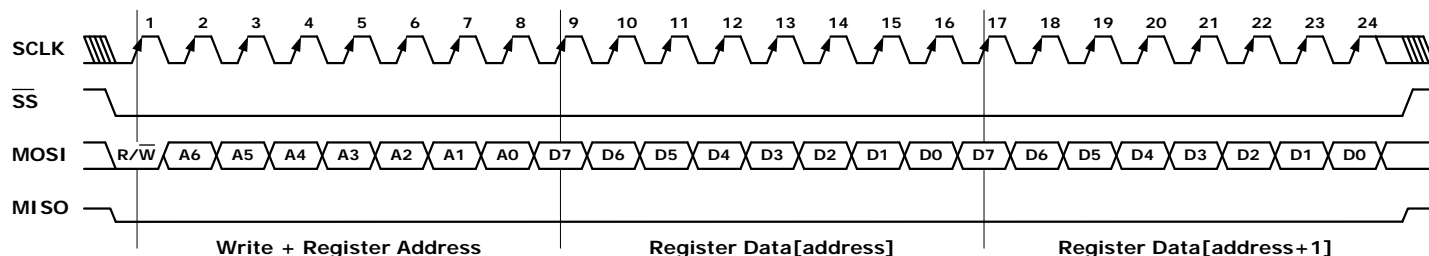 1 2 3 4 5 6 7 8 9 10 11 12 13 14 15 16 17 18 19 20 21 22 23 24
SCLK
SS
MOSI R/W A6 A5 A4 A3 A2 A1 A0 D7 D6 D5 D4 D3 D2 D1 D0 D7 D6 D5 D4 D3 D2 D1 D0
MISO
Write + Register Address Register Data[address] Register Data[address+1]